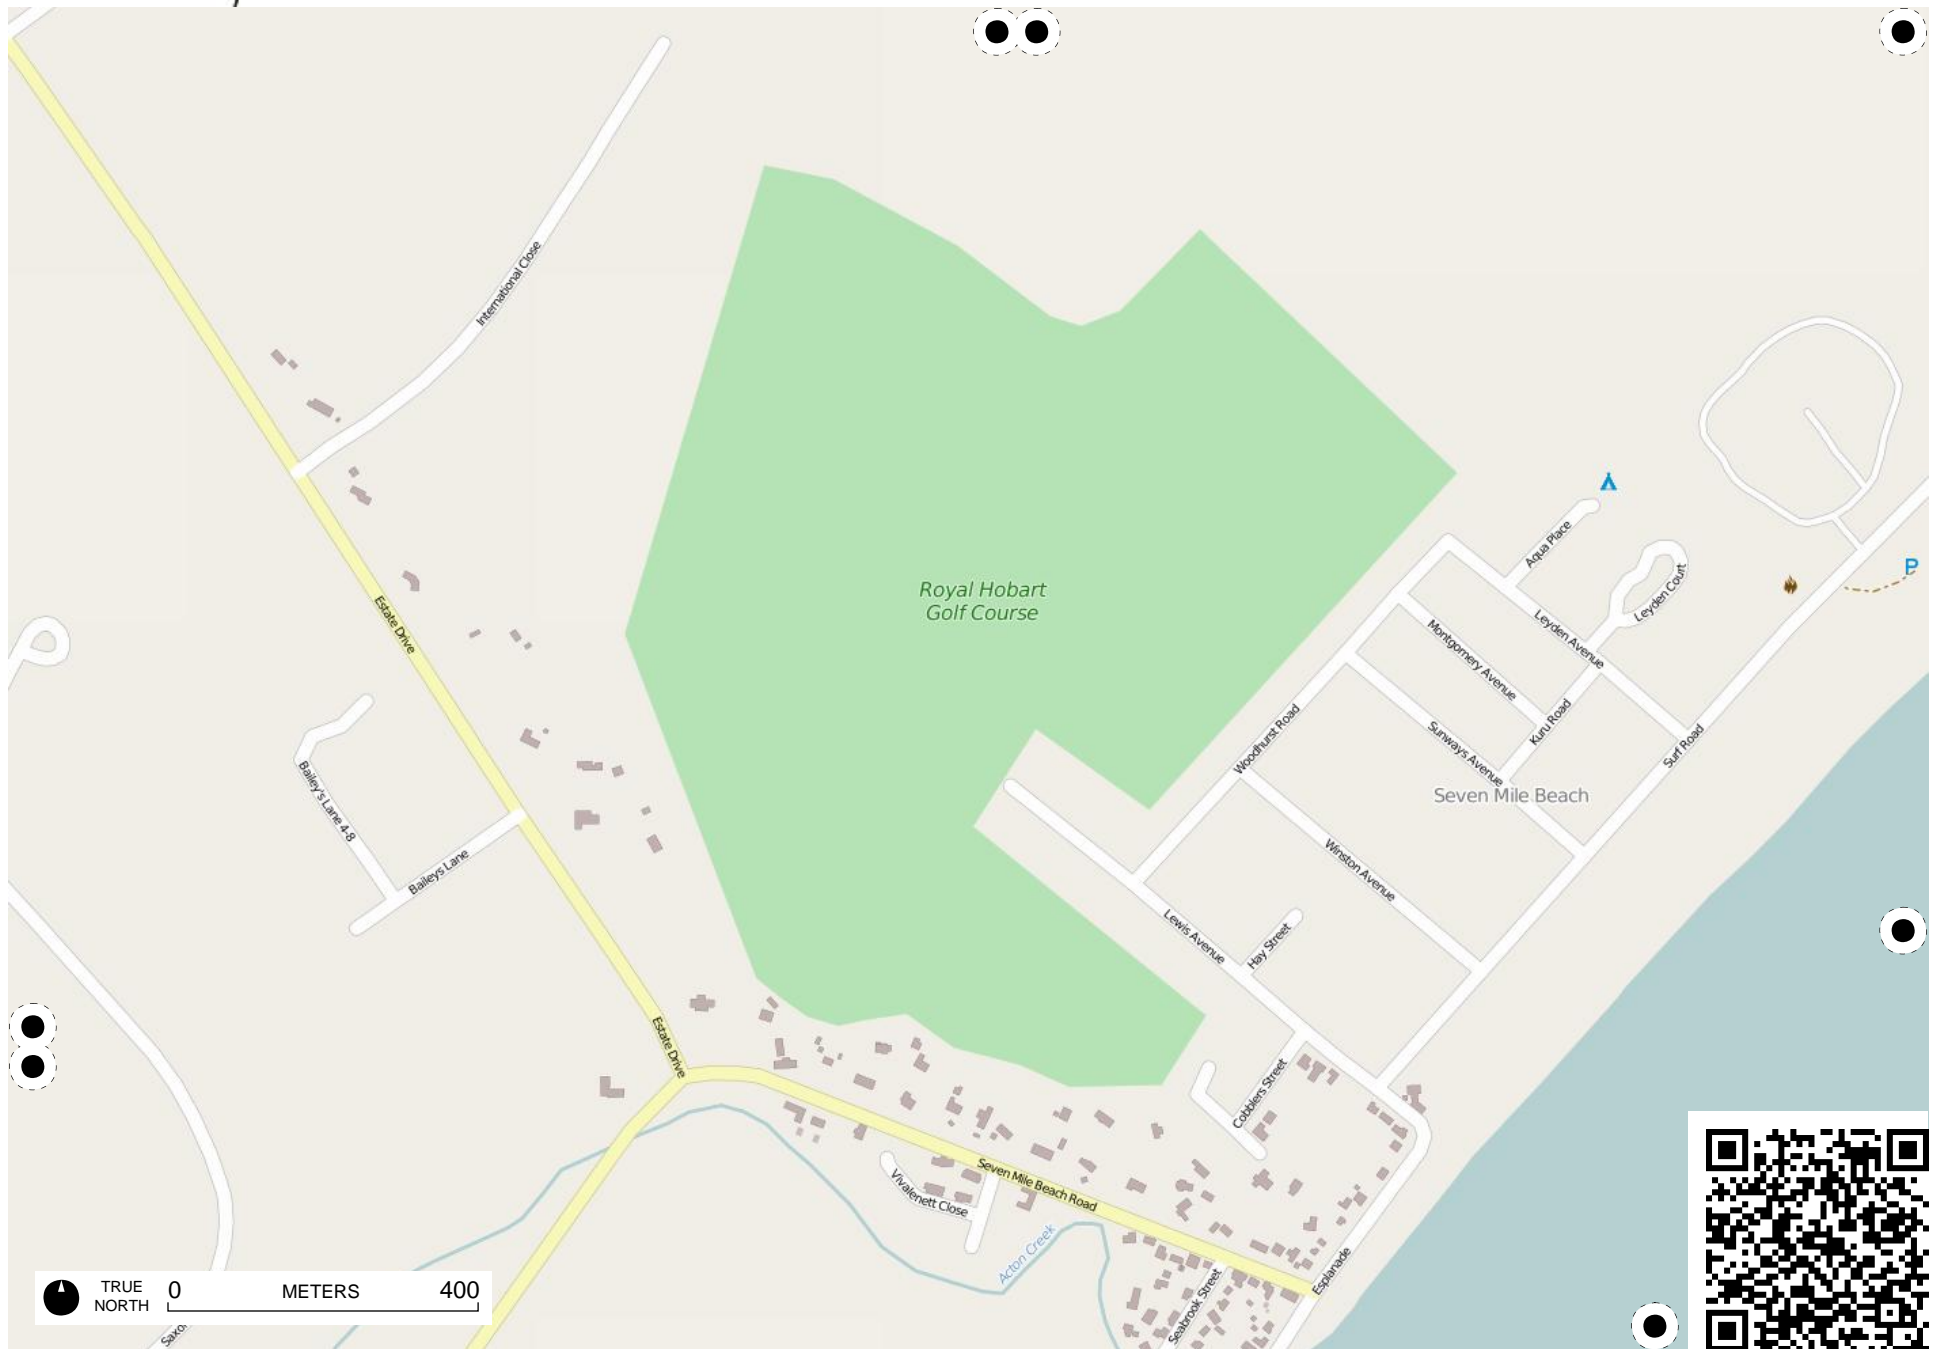 International Close
Estate Drive
Royal Hobart
Golf Course
Aqua Place
Leyden Court
Leyden Avenue
Montgomery Avenue
Kuru Road
Sunways Avenue
Woodhurst Road
Surf Road
Seven Mile Beach
P
Bailey's Lane 4-8
Baileys Lane
Winston Avenue
Lewis Avenue
Hay Street
Estate Drive
Cobblers Street
Seven Mile Beach Road
Vivalenett Close
Acton Creek
Esplanade
Seabrook Street
TRUE
NORTH
0 METERS 400